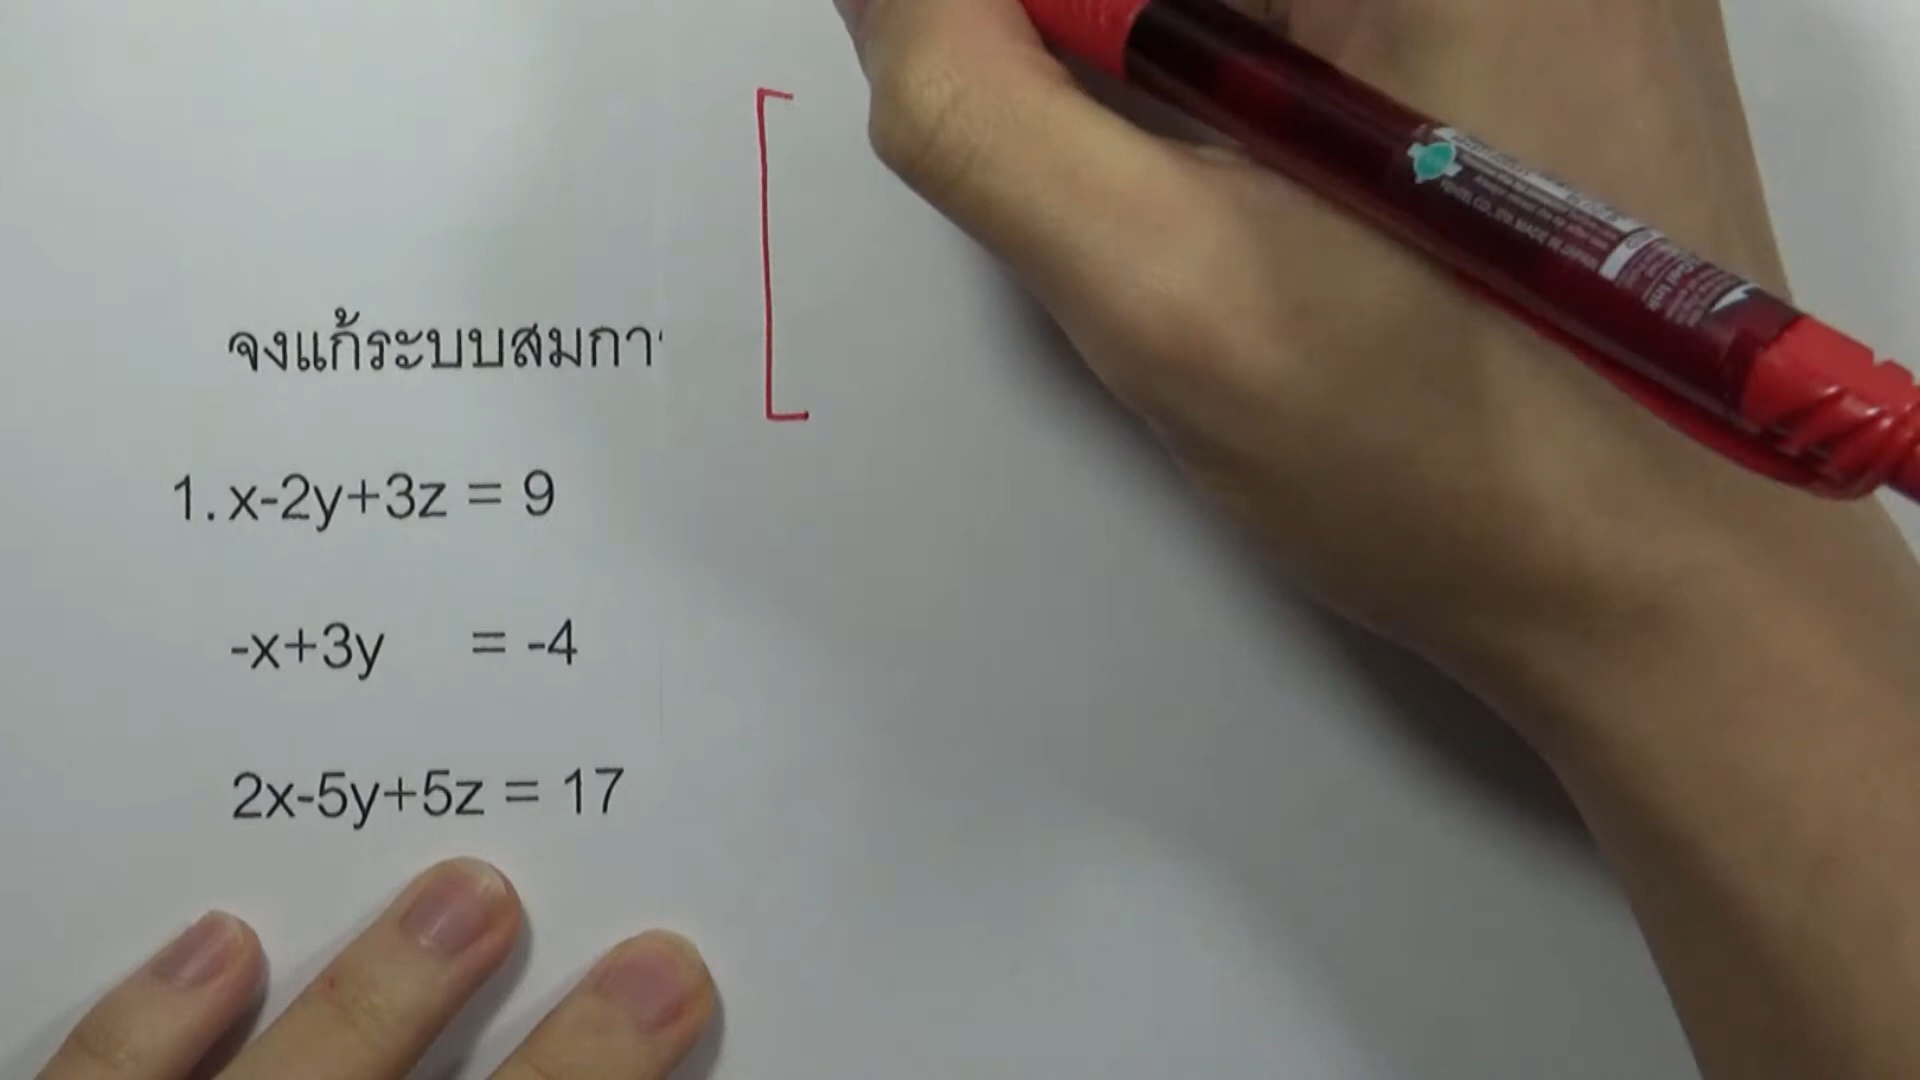 จงแก้ระบบสมกา
1. x-2y+3z = 9
-x+3y = -4
2x-5y+5z = 17